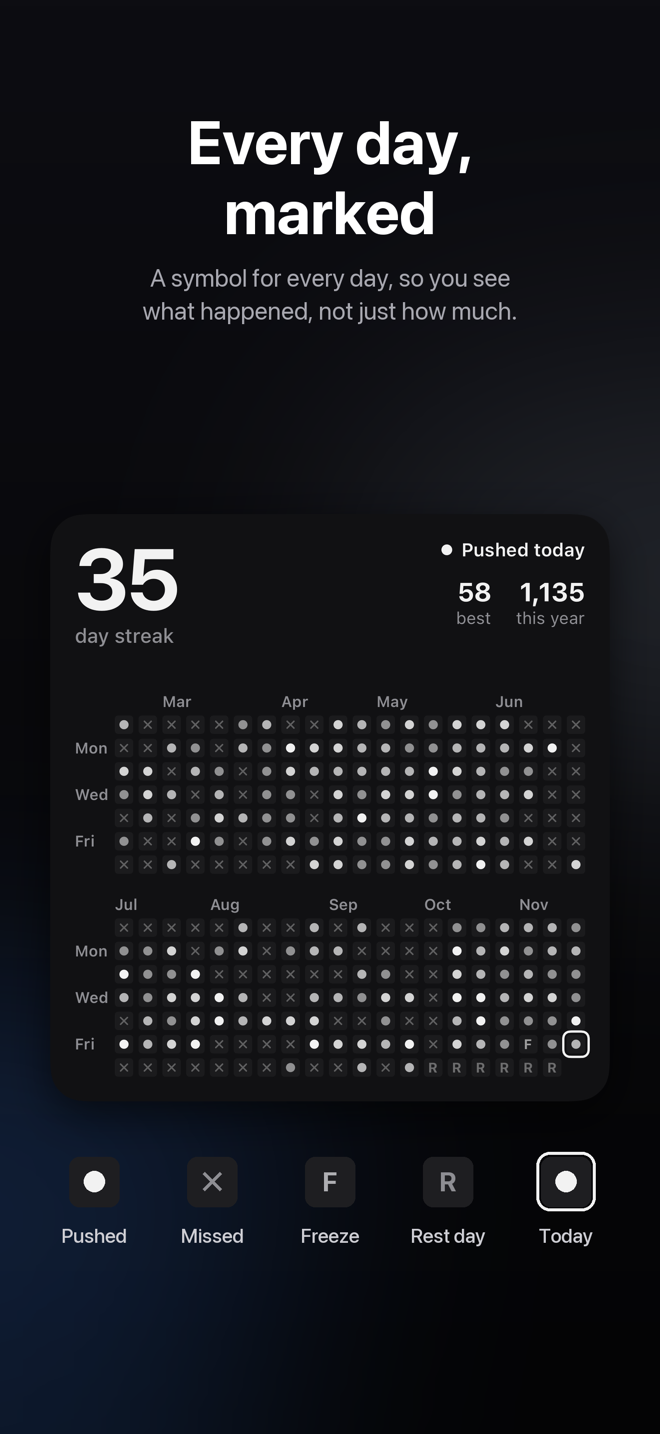 Every day,
marked
A symbol for every day, so you see
what happened, not just how much.
35
day streak
Pushed today
58
best
1,135
this year
Mar Apr May Jun
Mon
Wed
Fri
Jul Aug Sep Oct Nov
Mon
Wed
Fri
F
R R R R R R
F
R
Pushed
Missed
Freeze
Rest day
Today